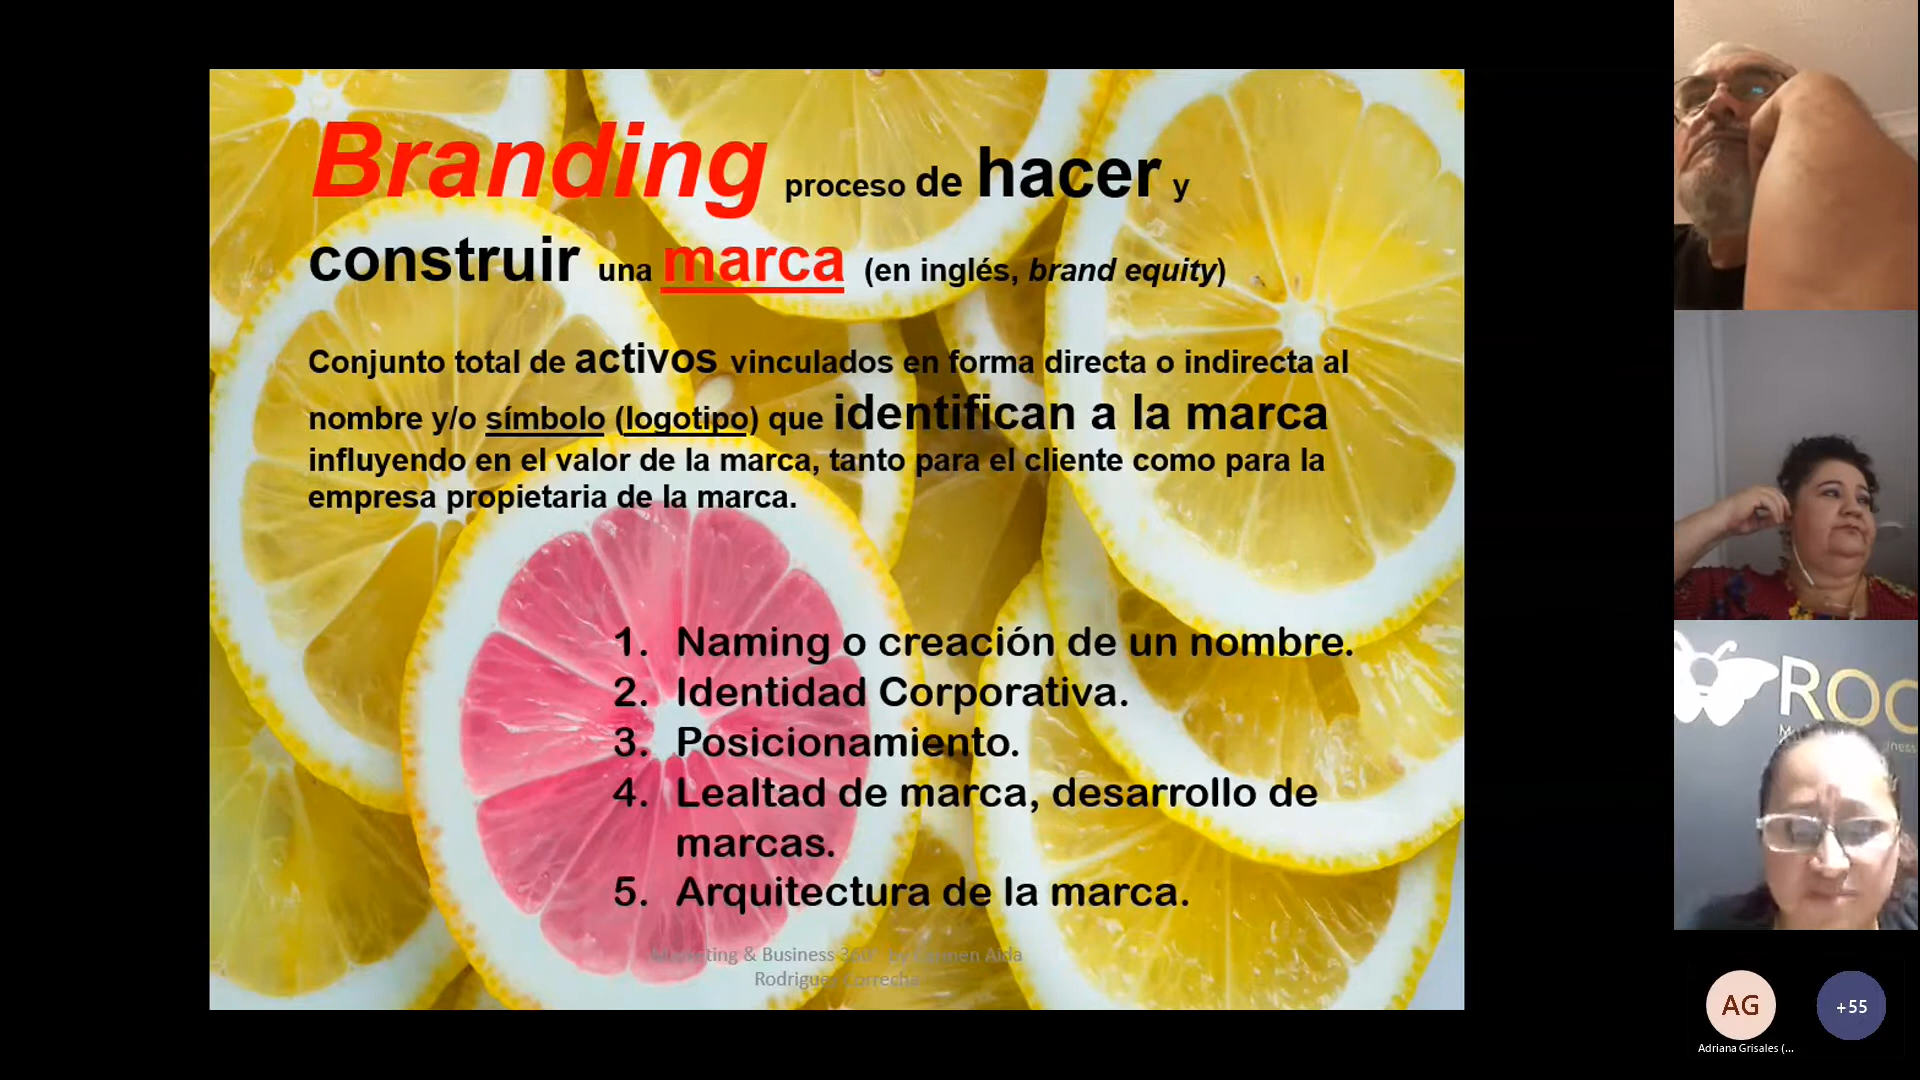 Branding proceso de hacer y
construir una marca (en inglés, brand equity)
Conjunto total de activos vinculados en forma directa o indirecta al
nombre y/o símbolo (logotipo) que identifican a la marca
influyendo en el valor de la marca, tanto para el cliente como para la
empresa propietaria de la marca.
1. Naming o creación de un nombre.
2. Identidad Corporativa.
3. Posicionamiento.
4. Lealtad de marca, desarrollo de
marcas.
5. Arquitectura de la marca.
Marketing & Business 360° by Carmen Aida
Rodriguez Correcha
ROC
AG
+55
Adriana Grisales (...